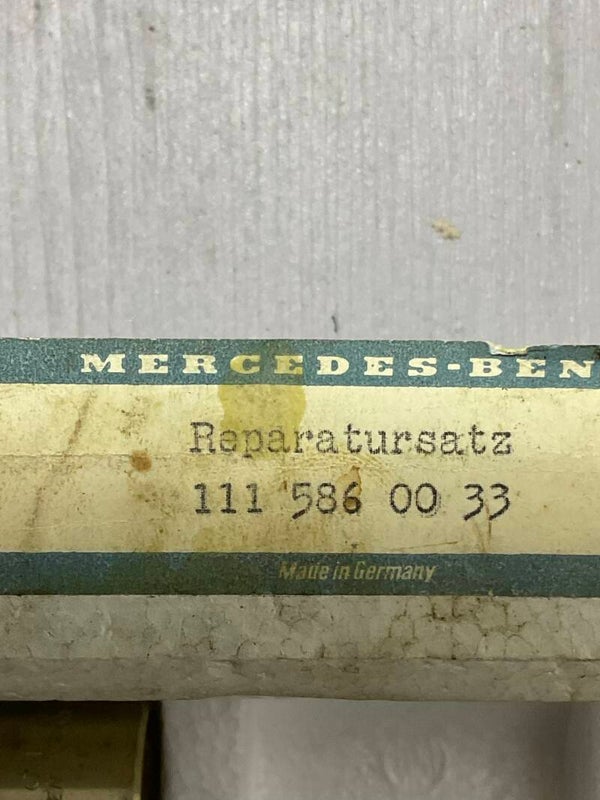 MERCEDES-BEN
Reparatursatz
111 586 00 33
Made in Germany